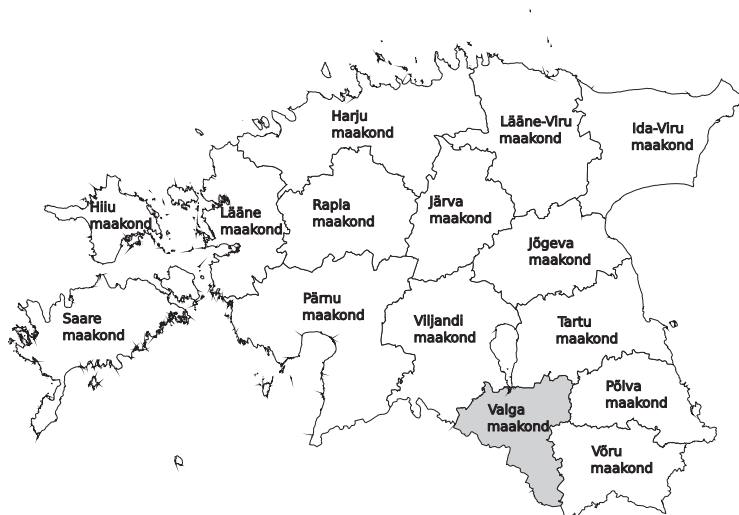 Harju
maakond
Lääne-Viru
maakond
Ida-Viru
maakond
Hiiu
maakond
Lääne
maakond
Rapla
maakond
Järva
maakond
Jõgeva
maakond
Saare
maakond
Pärnu
maakond
Viljandi
maakond
Tartu
maakond
Põlva
maakond
Valga
maakond
Võru
maakond